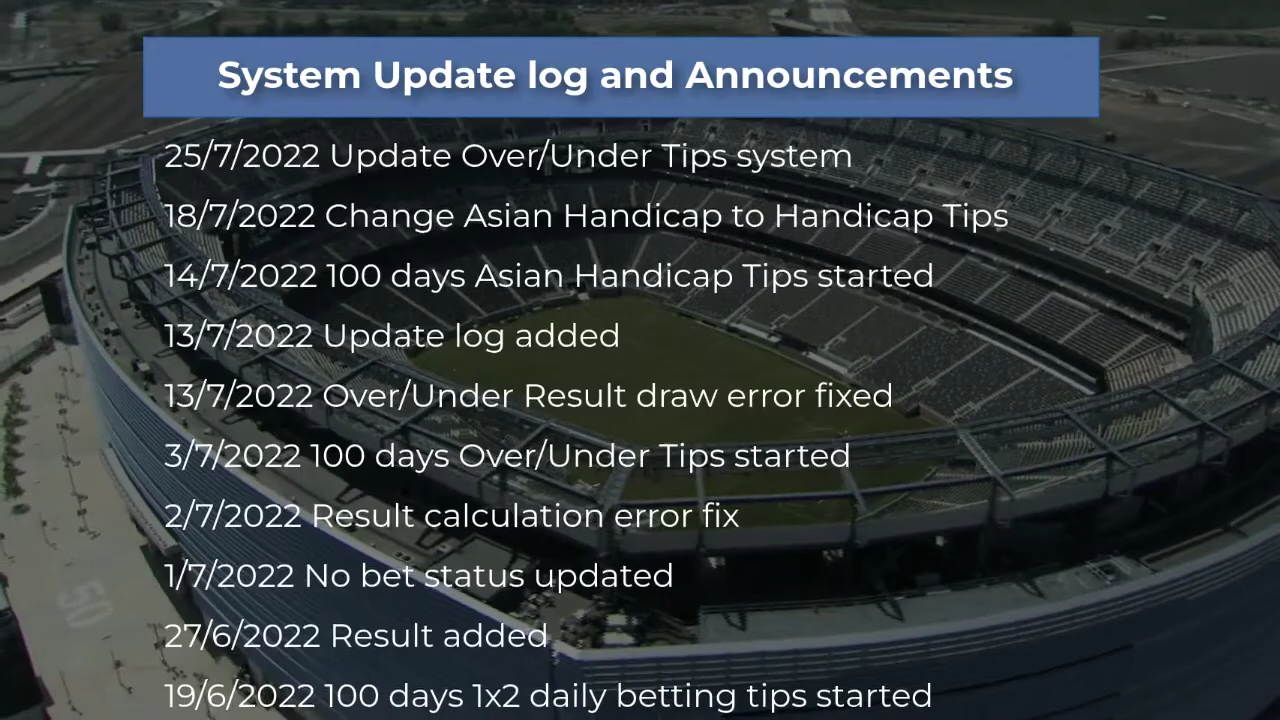 System Update log and Announcements
25/7/2022 Update Over/Under Tips system
18/7/2022 Change Asian Handicap to Handicap Tips
14/7/2022 100 days Asian Handicap Tips started
13/7/2022 Update log added
13/7/2022 Over/Under Result draw error fixed
3/7/2022 100 days Over/Under Tips started
2/7/2022 Result calculation error fix
1/7/2022 No bet status updated
27/6/2022 Result added
19/6/2022 100 days 1x2 daily betting tips started
50